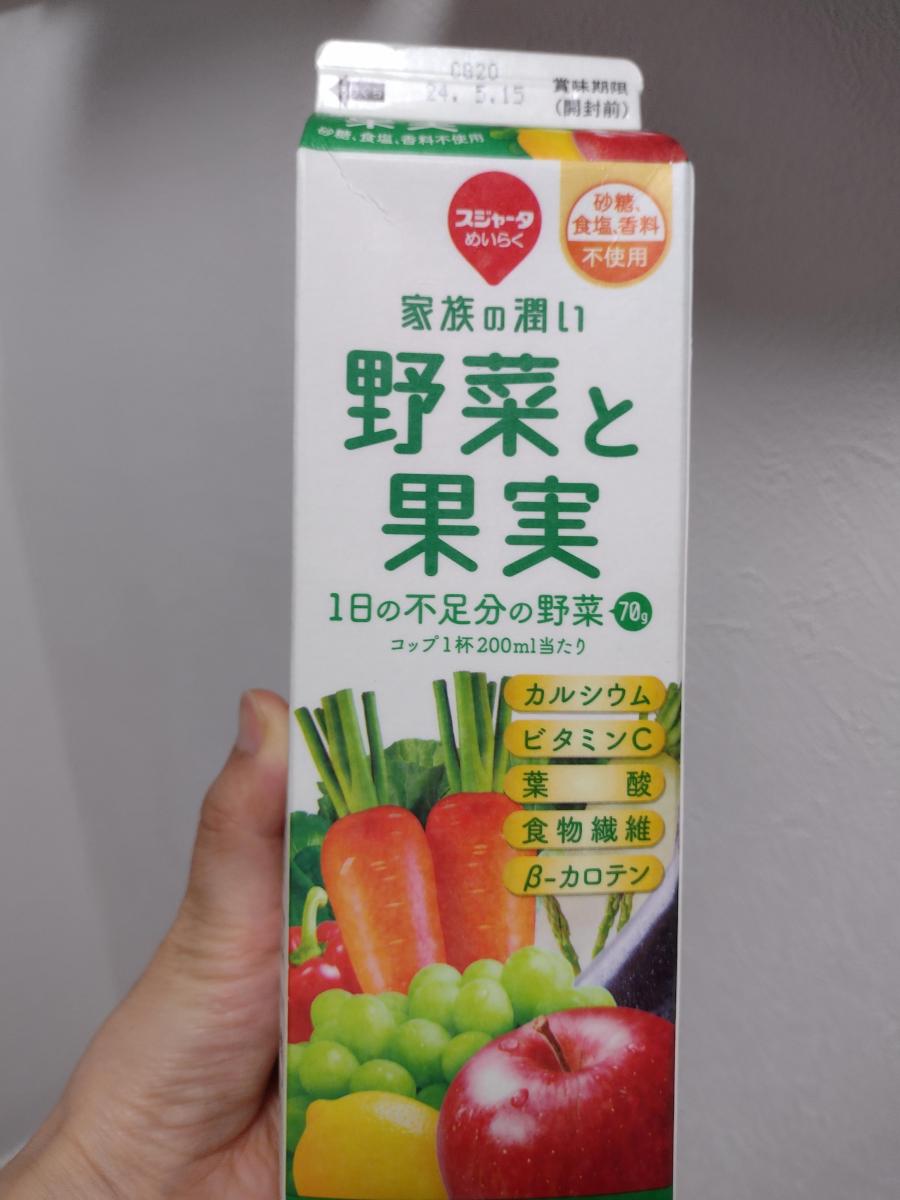 CG20
24. 5.15
賞味期限
(開封前)
砂糖、食塩、香料不使用
スジャータ
めいらく
砂糖、
食塩、香料
不使用
家族の潤い
野菜と
果実
1日の不足分の野菜 70g
コップ1杯200ml当たり
カルシウム
ビタミンC
葉酸
食物繊維
β-カロテン